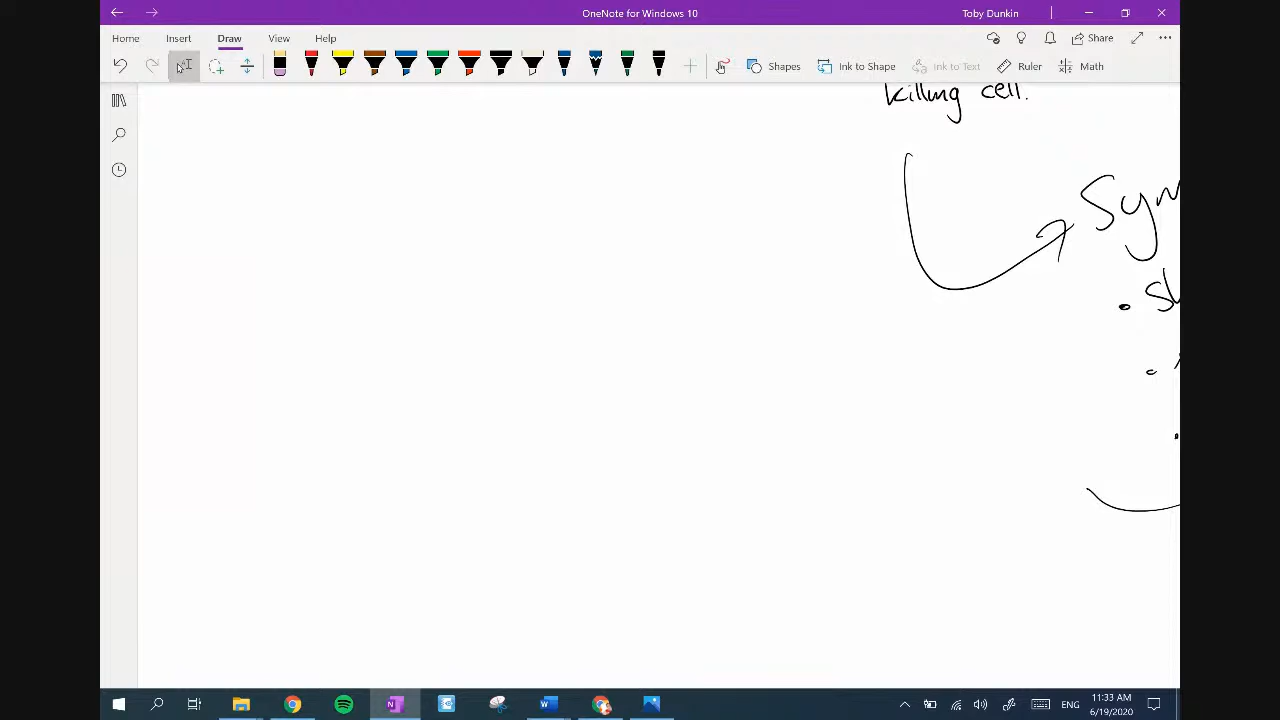 OneNote for Windows 10
Toby Dunkin
Home Insert Draw View Help
Share
Shapes Ink to Shape Ink to Text Ruler Math
killing cell.
Sym
ENG
11:33 AM
6/19/2020